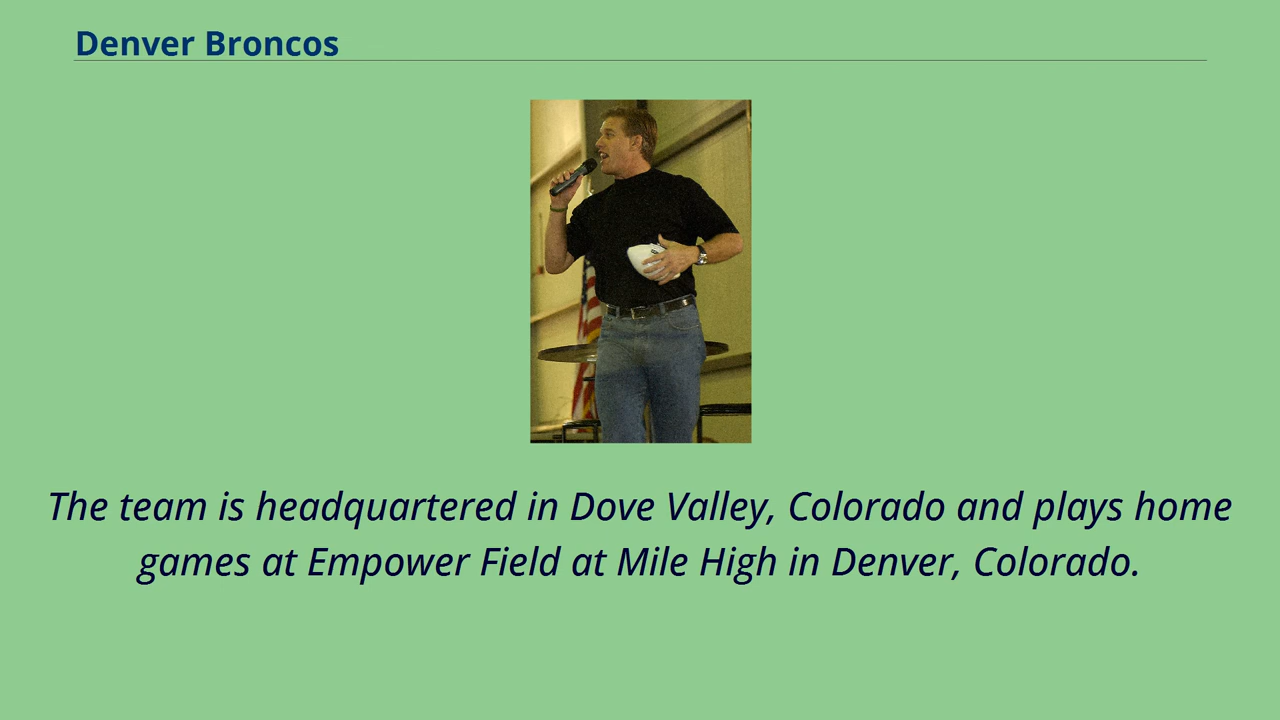 Denver Broncos
The team is headquartered in Dove Valley, Colorado and plays home
games at Empower Field at Mile High in Denver, Colorado.